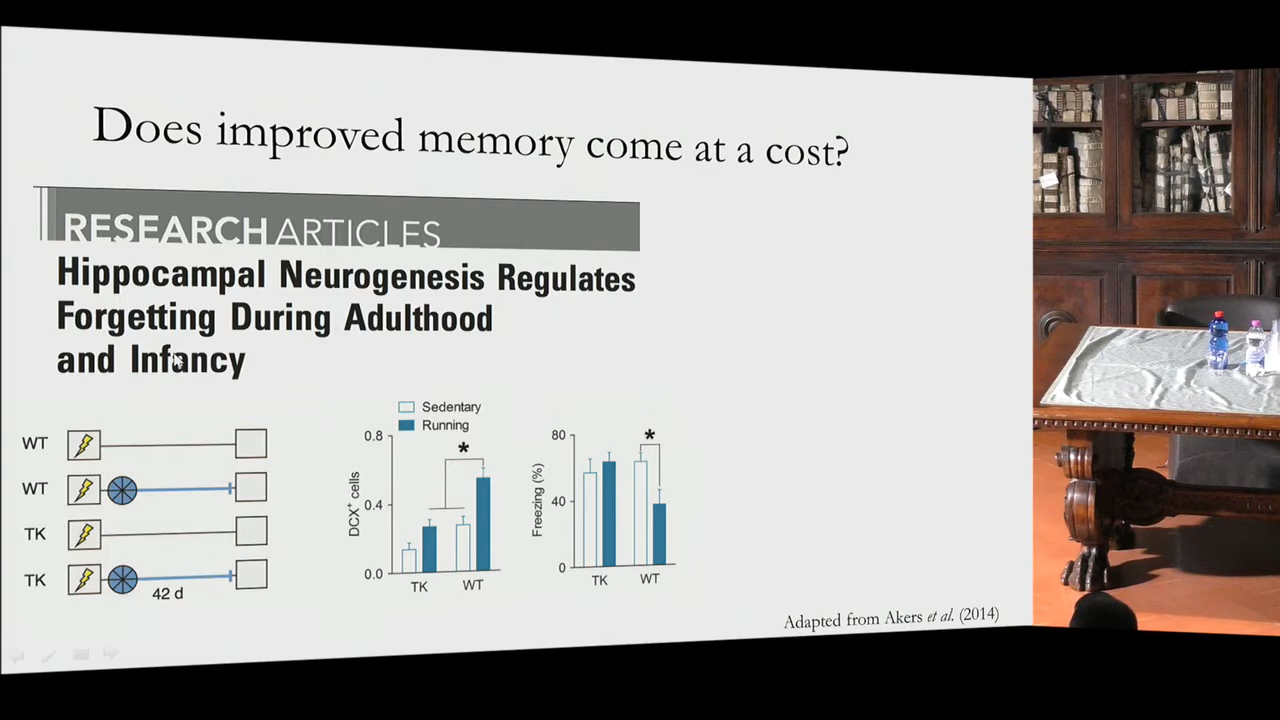 Does improved memory come at a cost?
RESEARCH ARTICLES
Hippocampal Neurogenesis Regulates
Forgetting During Adulthood
and Infancy
WT
WT
TK
TK
42 d
Sedentary
Running
DCX⁺ cells
0.8
0.4
0.0
*
TK
WT
Freezing (%)
80
40
0
*
TK
WT
Adapted from Akers et al. (2014)